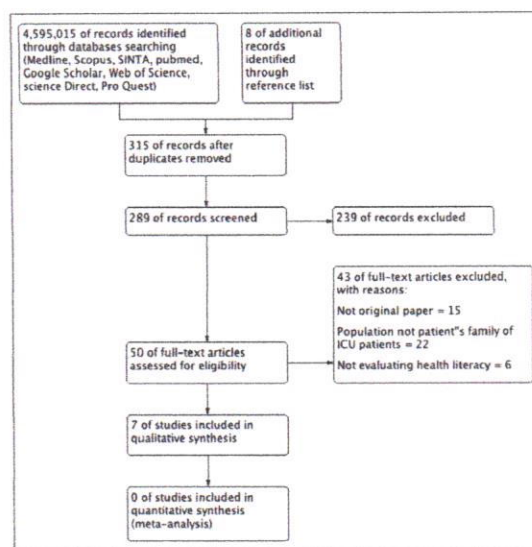 4,595,015 of records identified
through databases searching
(Medline, Scopus, SINTA, pubmed,
Google Scholar, Web of Science,
science Direct, Pro Quest)
8 of additional
records
identified
through
reference list
315 of records after
duplicates removed
289 of records screened
239 of records excluded
43 of full-text articles excluded,
with reasons:
Not original paper = 15
Population not patient"s family of
ICU patients = 22
Not evaluating health literacy = 6
50 of full-text articles
assessed for eligibility
7 of studies included in
qualitative synthesis
0 of studies included in
quantitative synthesis
(meta-analysis)